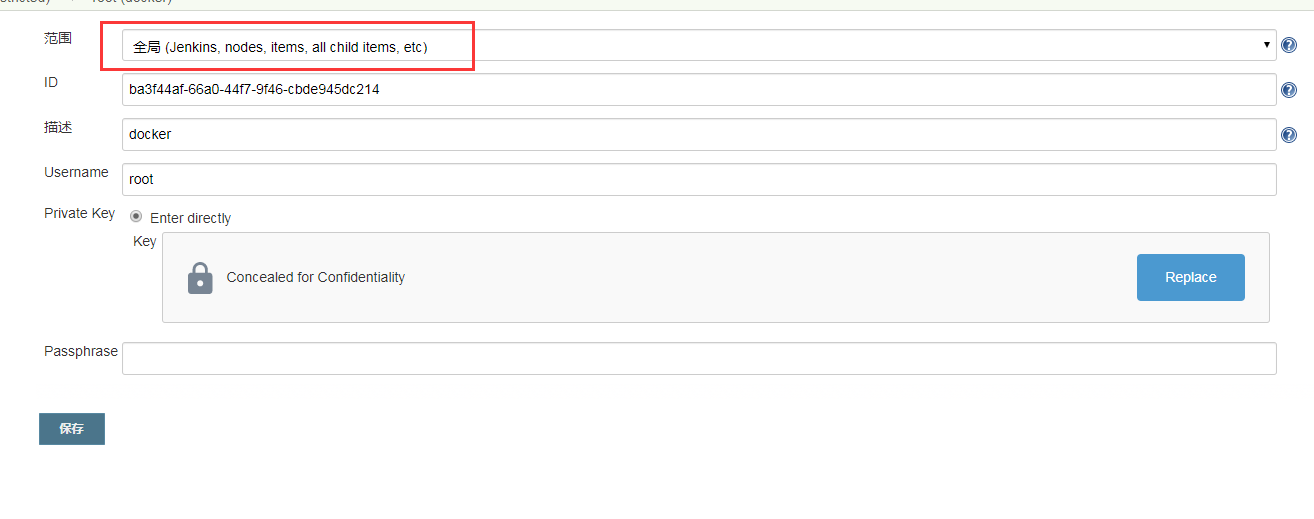 root (docker)
范围
全局 (Jenkins, nodes, items, all child items, etc)
ID
ba3f44af-66a0-44f7-9f46-cbde945dc214
描述
docker
Username
root
Private Key
Enter directly
Key
Concealed for Confidentiality
Replace
Passphrase
保存